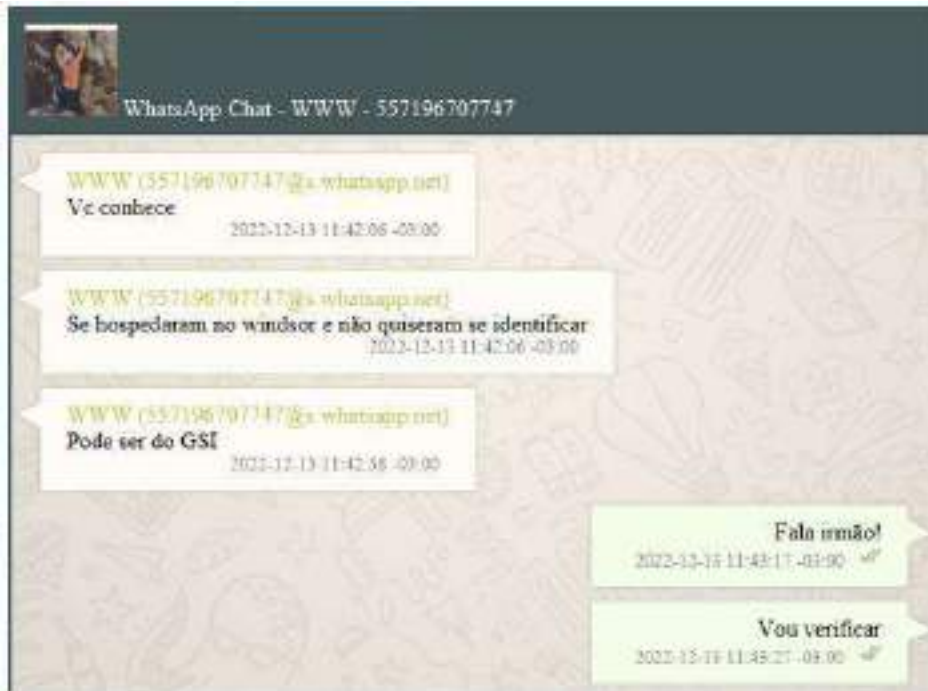 WhatsApp Chat - WWW - 557196707747
WWW (557196707747@s.whatsapp.net)
Vc conhece
2022-12-13 11:42:06 -03:00
WWW (557196707747@s.whatsapp.net)
Se hospedaram no windsor e não quiseram se identificar
2022-12-13 11:42:06 -03:00
WWW (557196707747@s.whatsapp.net)
Pode ser do GSI
2022-12-13 11:42:58 -03:00
Fala irmão!
2022-12-13 11:43:17 -03:00
Vou verificar
2022-12-13 11:43:27 -03:00